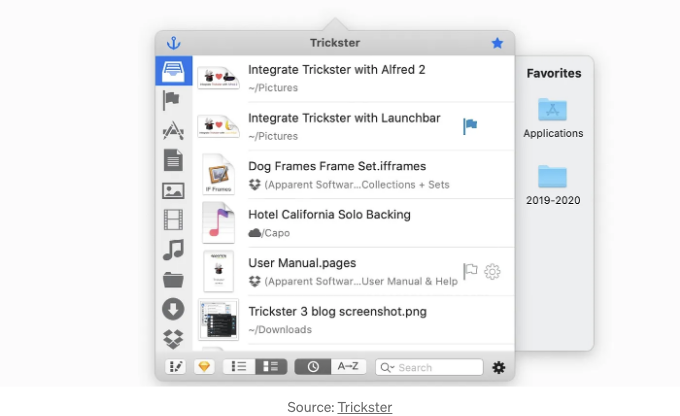 Trickster
Integrate Trickster with Alfred 2
~/Pictures
Integrate Trickster with Launchbar
~/Pictures
Dog Frames Frame Set.ifframes
(Apparent Softwar...Collections + Sets
IP Frames
Hotel California Solo Backing
/Capo
User Manual.pages
(Apparent Softwar...User Manual & Help
Trickster 3 blog screenshot.png
~/Downloads
A→Z
Search
Favorites
Applications
2019-2020
Source: Trickster